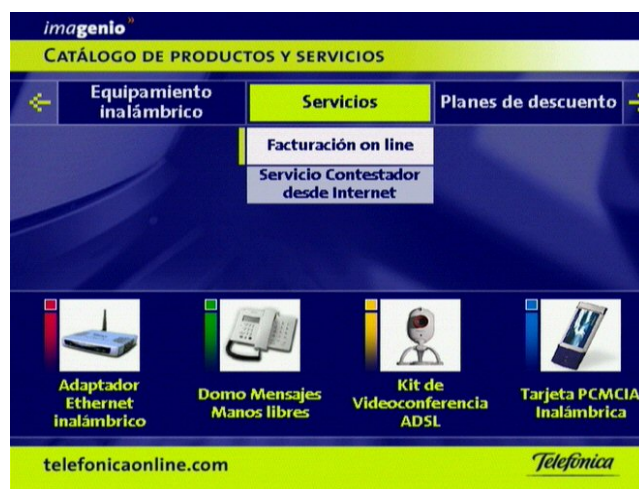 imagenio»
CATÁLOGO DE PRODUCTOS Y SERVICIOS
Equipamiento
inalámbrico
Servicios
Planes de descuento
Facturación on line
Servicio Contestador
desde Internet
Adaptador
Ethernet
inalámbrico
Domo Mensajes
Manos libres
Kit de
Videoconferencia
ADSL
Tarjeta PCMCIA
Inalámbrica
telefonicaonline.com
Telefónica